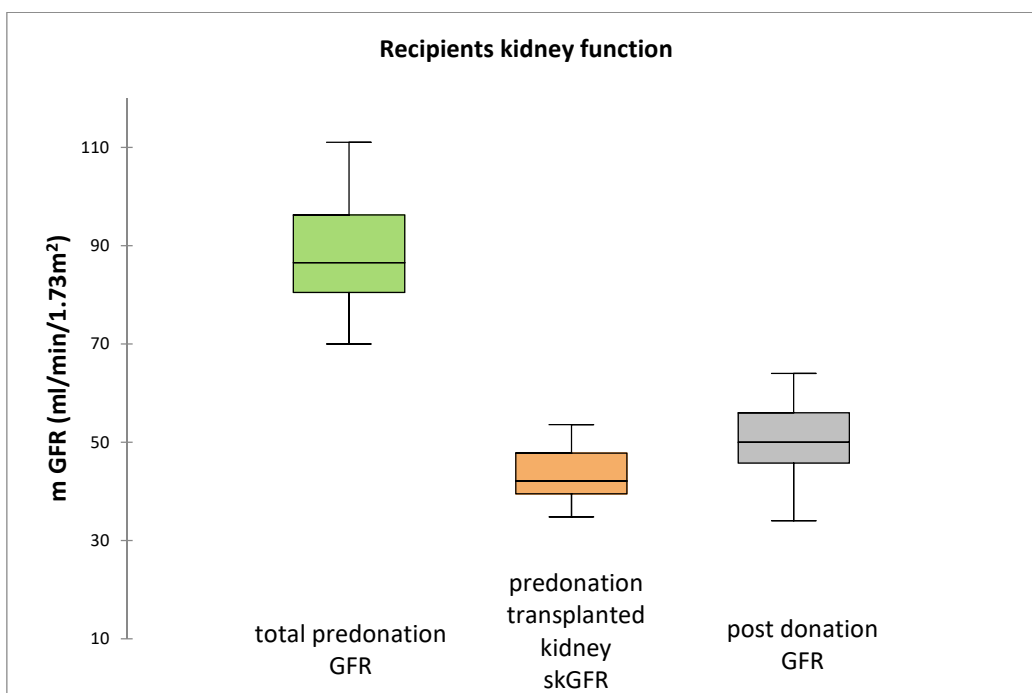 Recipients kidney function
m GFR (ml/min/1.73m²)
110
90
70
50
30
10
total predonation
GFR
predonation
transplanted
kidney
skGFR
post donation
GFR